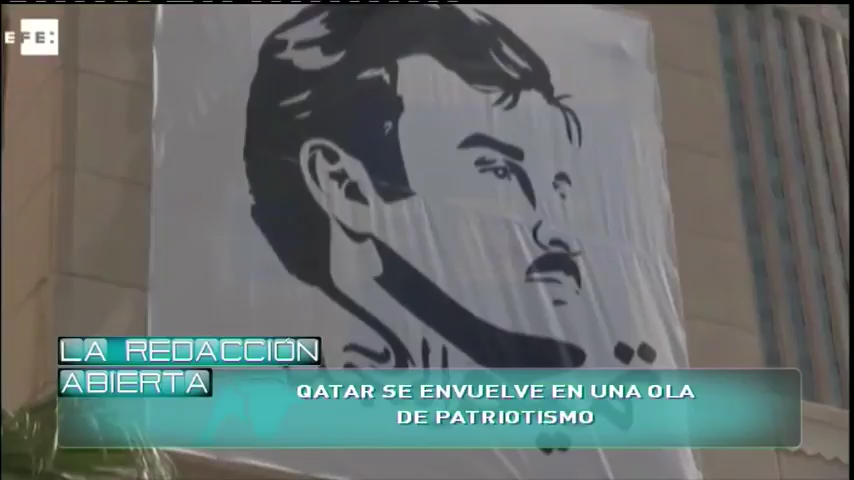 EFE:
LA REDACCIÓN
ABIERTA
QATAR SE ENVUELVE EN UNA OLA
DE PATRIOTISMO